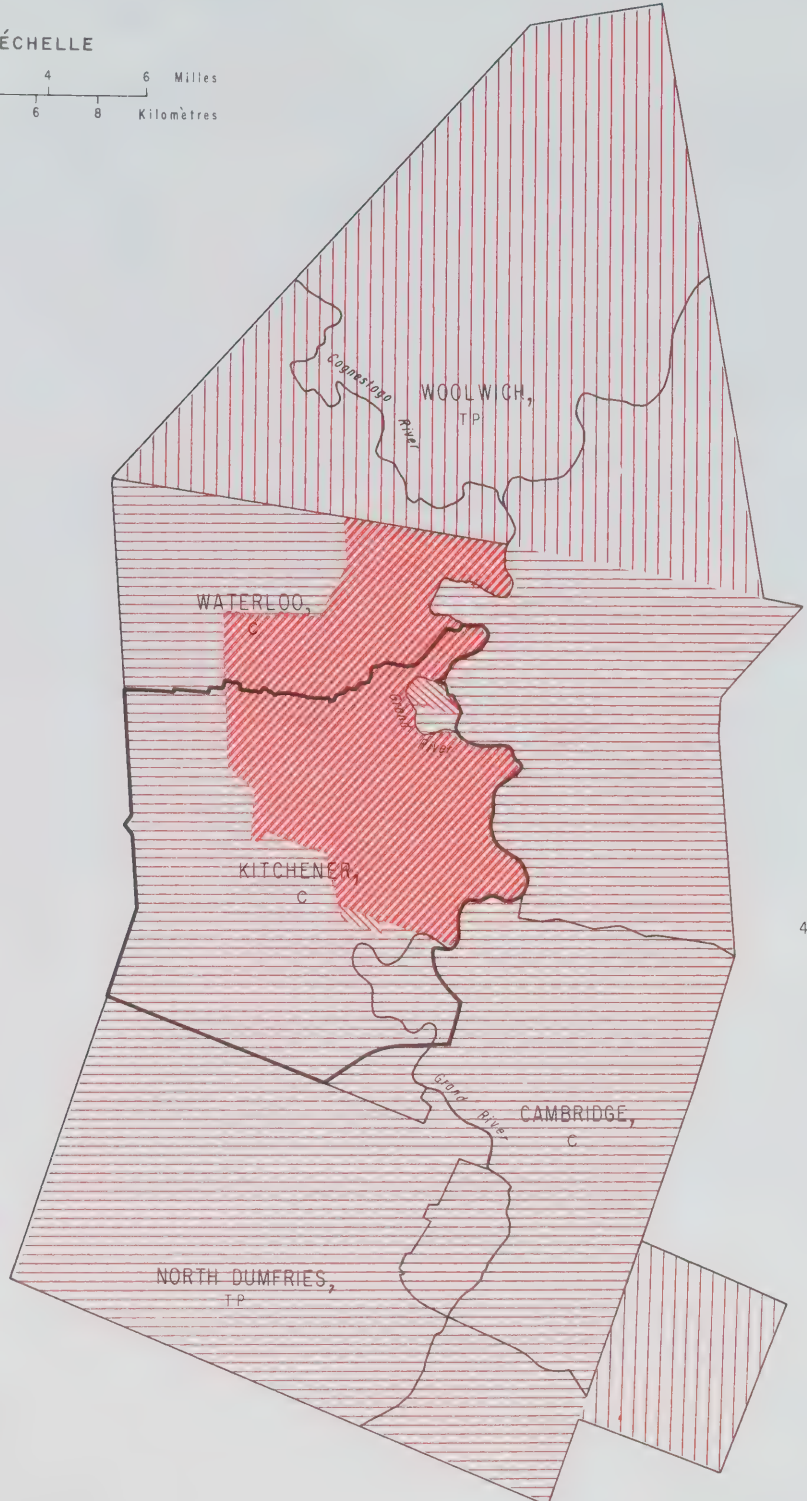 ÉCHELLE
4 6 Milles
6 8 Kilomètres
Cognestogo River
WOOLWICH,
TP
WATERLOO,
C
Grand River
KITCHENER,
C
4
Grand River
CAMBRIDGE,
C
NORTH DUMFRIES,
TP